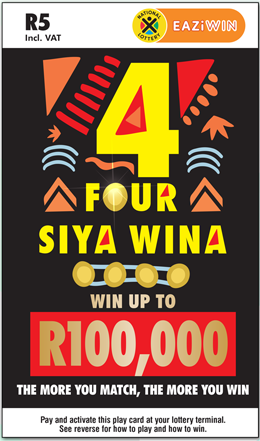 R5
Incl. VAT
NATIONAL
LOTTERY
EAZiWIN
4
FOUR
SIYA WINA
WIN UP TO
R100,000
THE MORE YOU MATCH, THE MORE YOU WIN
Pay and activate this play card at your lottery terminal.
See reverse for how to play and how to win.